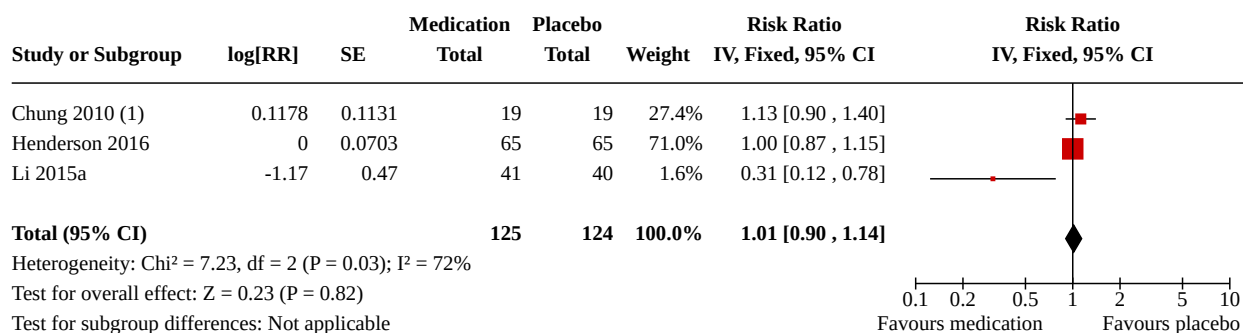 Medication Placebo Risk Ratio Risk Ratio
Study or Subgroup log[RR] SE Total Total Weight IV, Fixed, 95% CI IV, Fixed, 95% CI
Chung 2010 (1) 0.1178 0.1131 19 19 27.4% 1.13 [0.90 , 1.40]
Henderson 2016 0 0.0703 65 65 71.0% 1.00 [0.87 , 1.15]
Li 2015a -1.17 0.47 41 40 1.6% 0.31 [0.12 , 0.78]
Total (95% CI) 125 124 100.0% 1.01 [0.90 , 1.14]
Heterogeneity: Chi² = 7.23, df = 2 (P = 0.03); I² = 72%
Test for overall effect: Z = 0.23 (P = 0.82)
0.1 0.2 0.5 1 2 5 10
Test for subgroup differences: Not applicable Favours medication Favours placebo